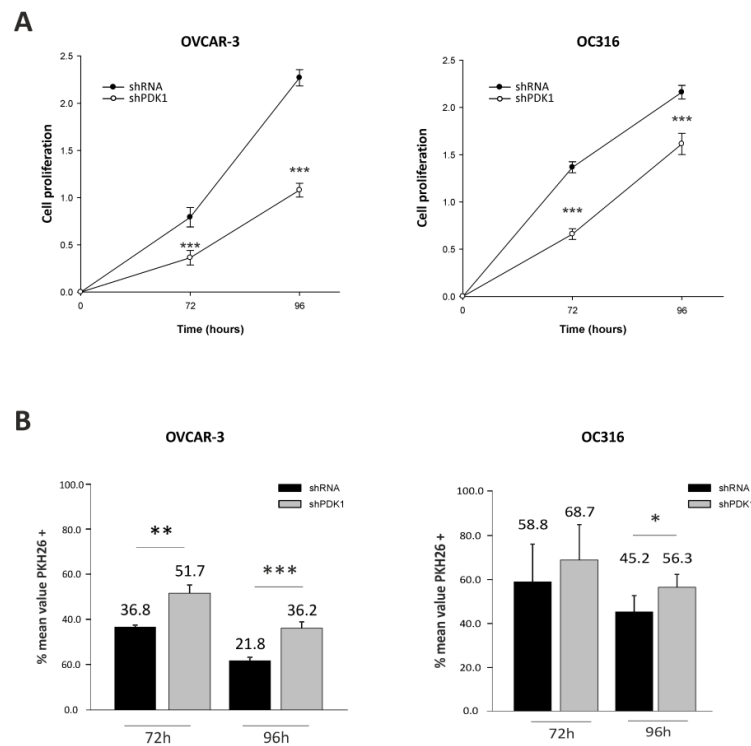 A
OVCAR-3
Cell proliferation
2.5
2.0
1.5
1.0
0.5
0.0
shRNA
shPDK1
***
***
0
72
96
Time (hours)
OC316
Cell proliferation
2.5
2.0
1.5
1.0
0.5
0.0
shRNA
shPDK1
***
***
0
72
96
Time (hours)
B
OVCAR-3
% mean value PKH26 +
100.0
80.0
60.0
40.0
60.0
0.0
shRNA
shPDK1
**
***
36.8
51.7
21.8
36.2
72h
96h
OC316
% mean value PKH26 +
100.0
80.0
60.0
40.0
20.0
0.0
shRNA
shPDK1
*
58.8
68.7
45.2
56.3
72h
96h